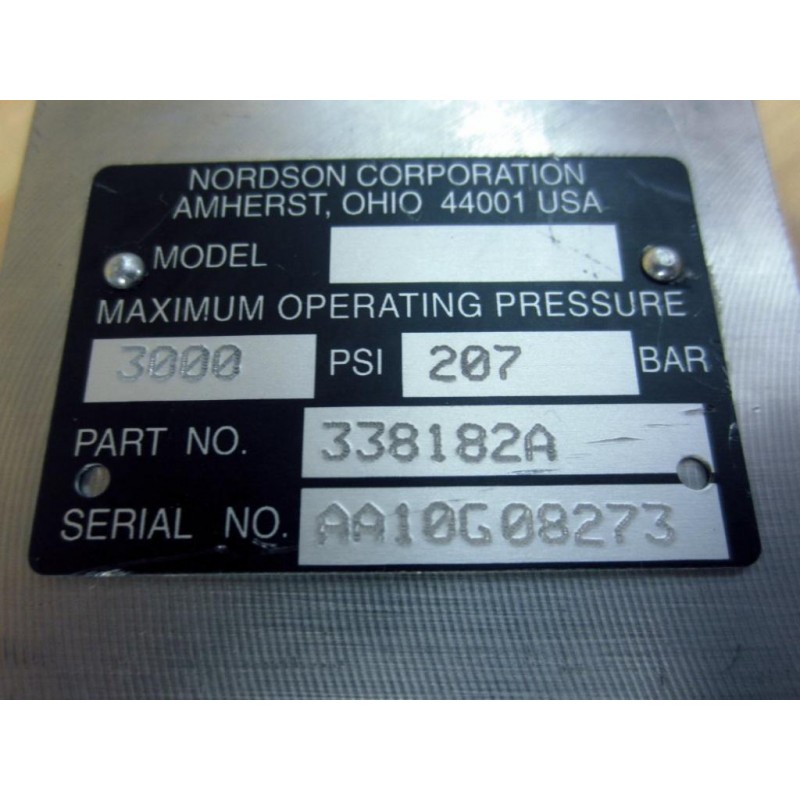 NORDSON CORPORATION
AMHERST, OHIO 44001 USA
MODEL
MAXIMUM OPERATING PRESSURE
3000 PSI 207 BAR
PART NO. 338182A
SERIAL NO. AA10G08273